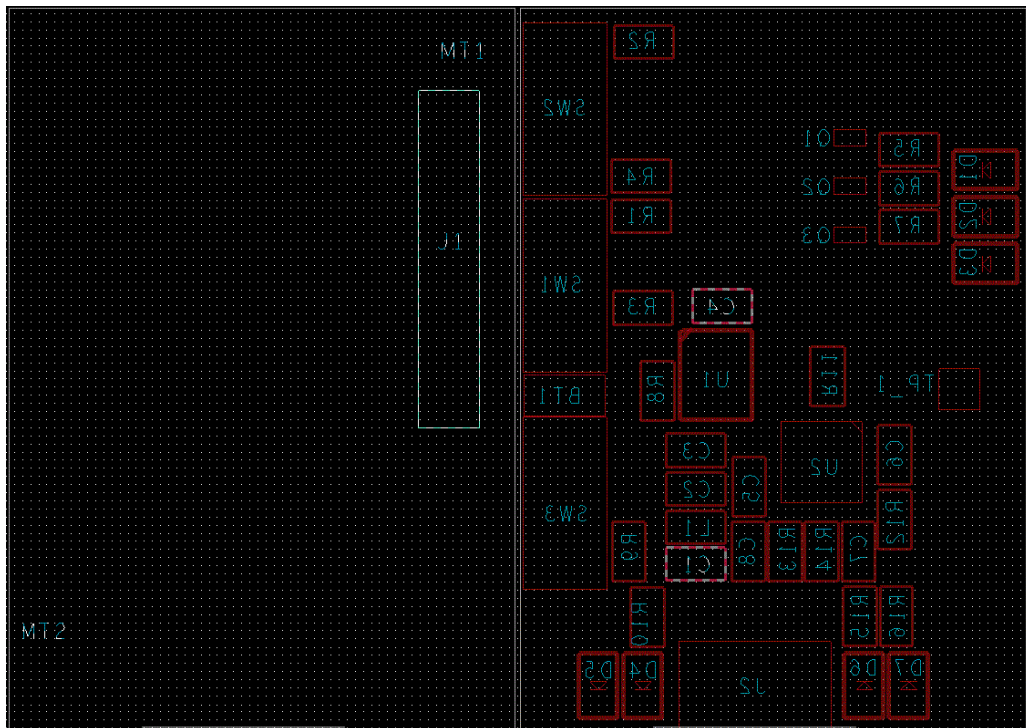 MT1
J1
MT2
R2
SW2
R4
R1
SW1
R3
C4
BT1
R8
U1
R11
TP_1
Q1
Q2
Q3
R5
R6
R7
D1
D2
D3
C3
C2
L1
C1
C5
U2
C6
R12
SW3
R9
C8
R13
R14
C7
R10
R15
R16
D5
D4
J2
D6
D7